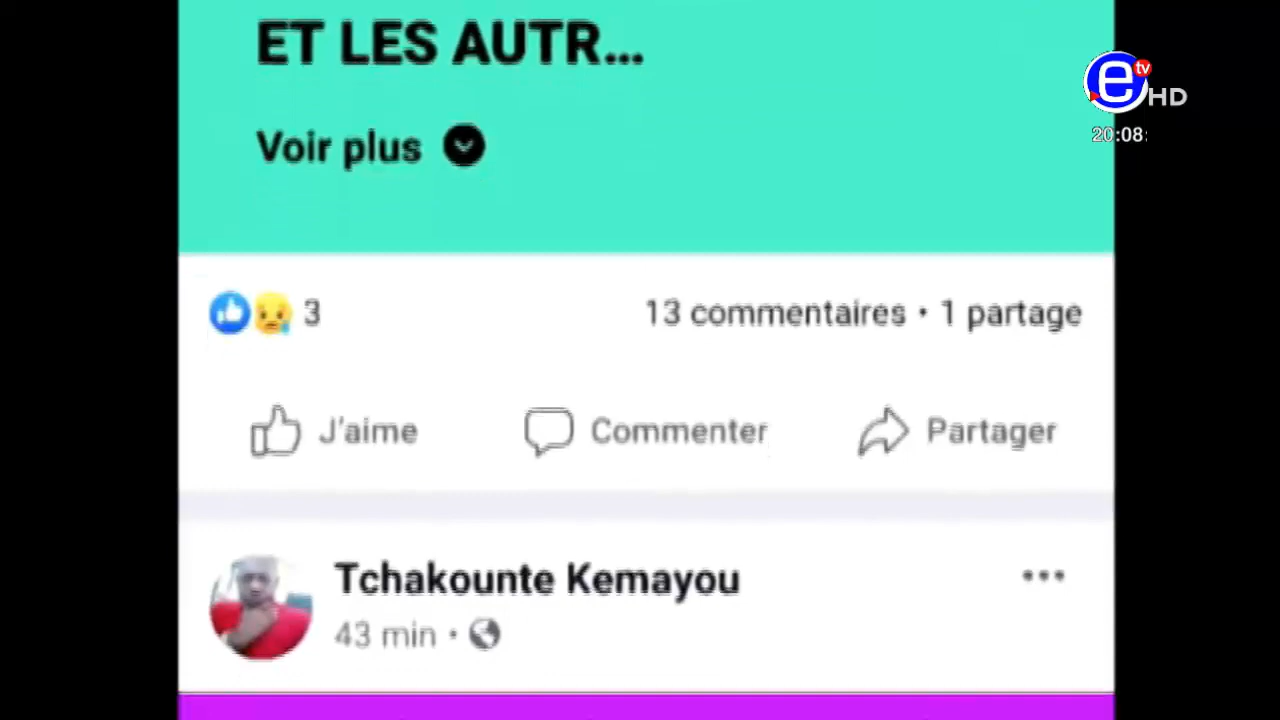 ET LES AUTR...
Voir plus
e tv HD
20:08:
3
13 commentaires • 1 partage
J'aime
Commenter
Partager
Tchakounte Kemayou
43 min •